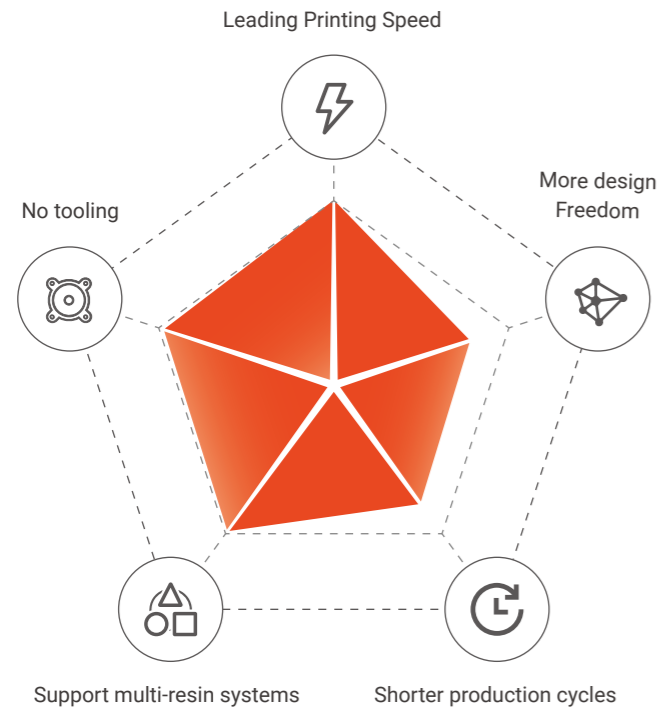 Leading Printing Speed
More design
Freedom
No tooling
Support multi-resin systems
Shorter production cycles